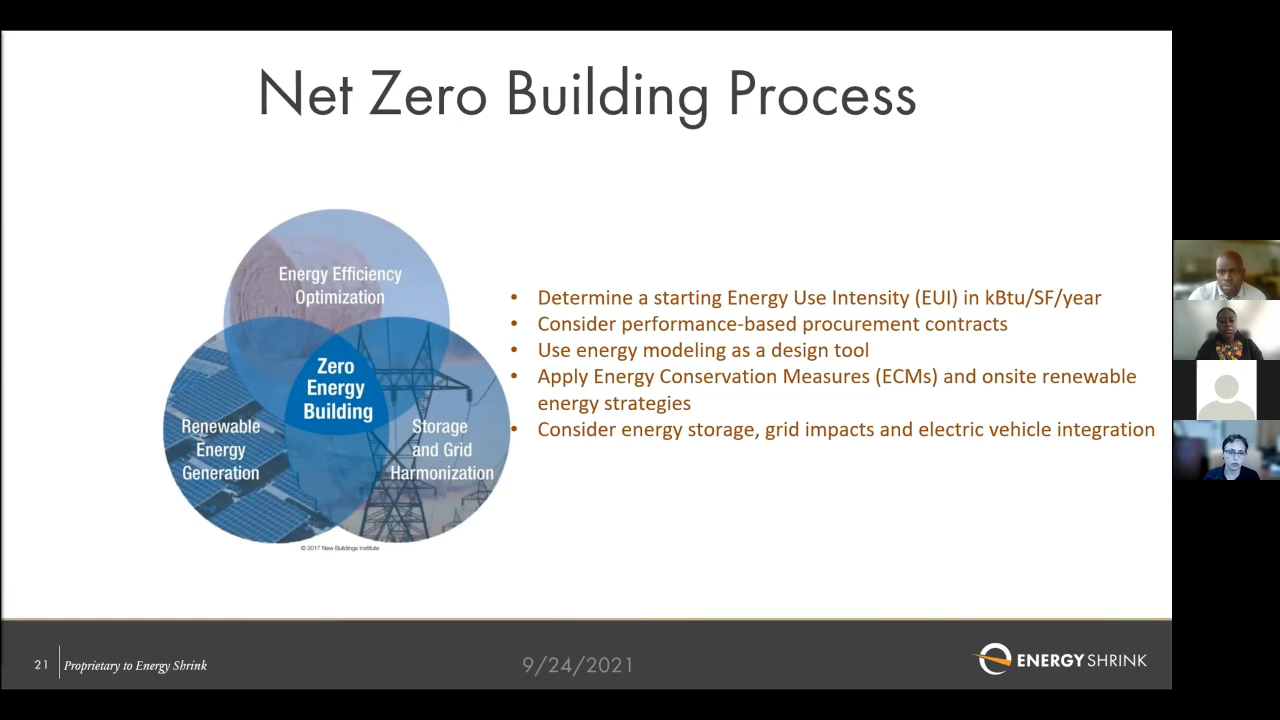 Net Zero Building Process
Energy Efficiency
Optimization
Zero
Energy
Building
Renewable
Energy
Generation
Storage
and Grid
Harmonization
© 2017 New Buildings Institute
• Determine a starting Energy Use Intensity (EUI) in kBtu/SF/year
• Consider performance-based procurement contracts
• Use energy modeling as a design tool
• Apply Energy Conservation Measures (ECMs) and onsite renewable
energy strategies
• Consider energy storage, grid impacts and electric vehicle integration
21
Proprietary to Energy Shrink
9/24/2021
ENERGY SHRINK